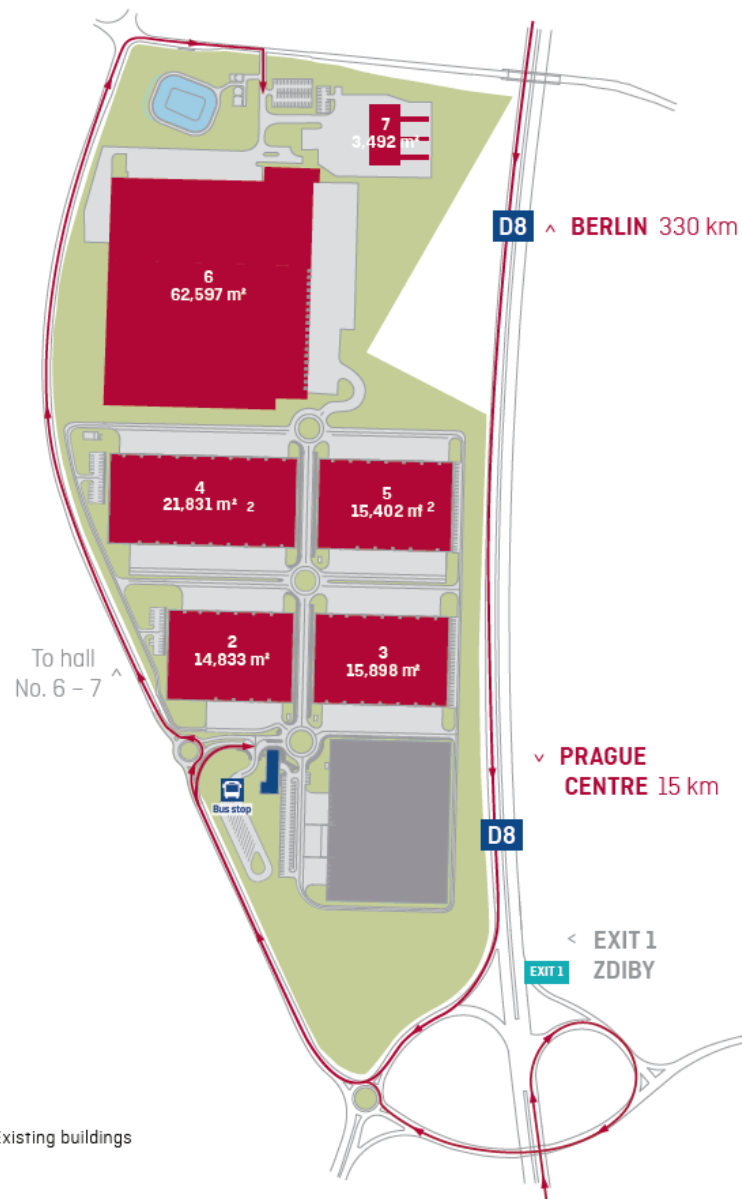 7
3,492 m²
D8
^ BERLIN 330 km
6
62,597 m²
4
21,831 m² 2
5
15,402 m² 2
2
14,833 m²
3
15,898 m²
To hall
No. 6 – 7 ^
˅ PRAGUE
CENTRE 15 km
Bus stop
D8
< EXIT 1
ZDIBY
EXIT 1
Existing buildings